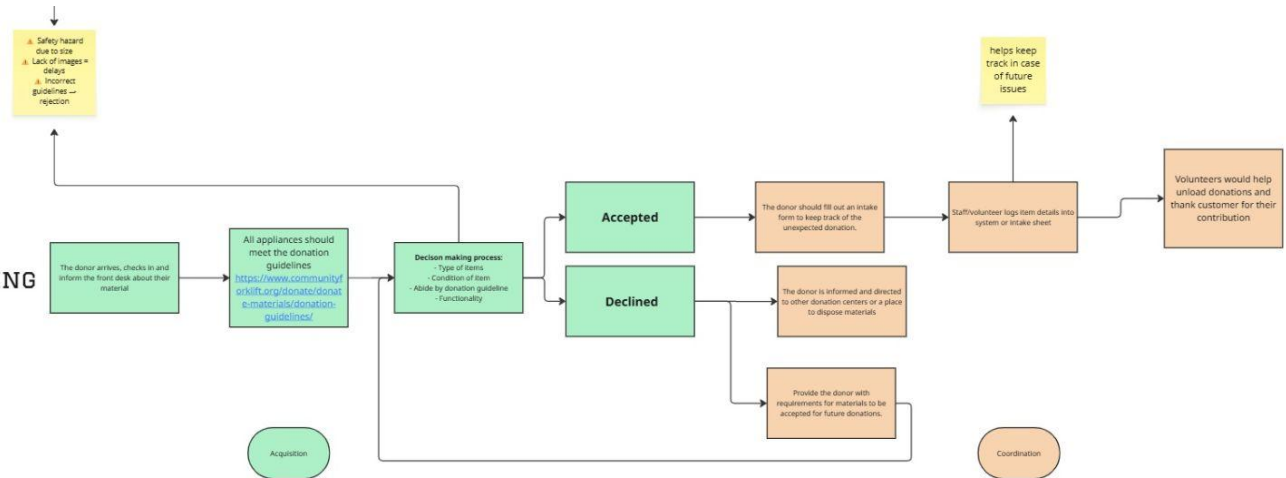 ⚠ Safety hazard
due to size
⚠ Lack of images =
delays
⚠ Incorrect
guidelines →
rejection
helps keep
track in case
of future
issues
NG
The donor arrives, checks in and
inform the front desk about their
material
All appliances should
meet the donation
guidelines
https://www.communityf
orklift.org/donate/donat
e-materials/donation-
guidelines/
Decison making process:
- Type of items
- Condition of item
- Abide by donation guideline
- Functionality
Accepted
The donor should fill out an intake
form to keep track of the
unexpected donation.
Staff/volunteer logs item details into
system or intake sheet
Volunteers would help
unload donations and
thank customer for their
contribution
Declined
The donor is informed and directed
to other donation centers or a place
to dispose materials
Provide the donor with
requirements for materials to be
accepted for future donations.
Acquisition
Coordination